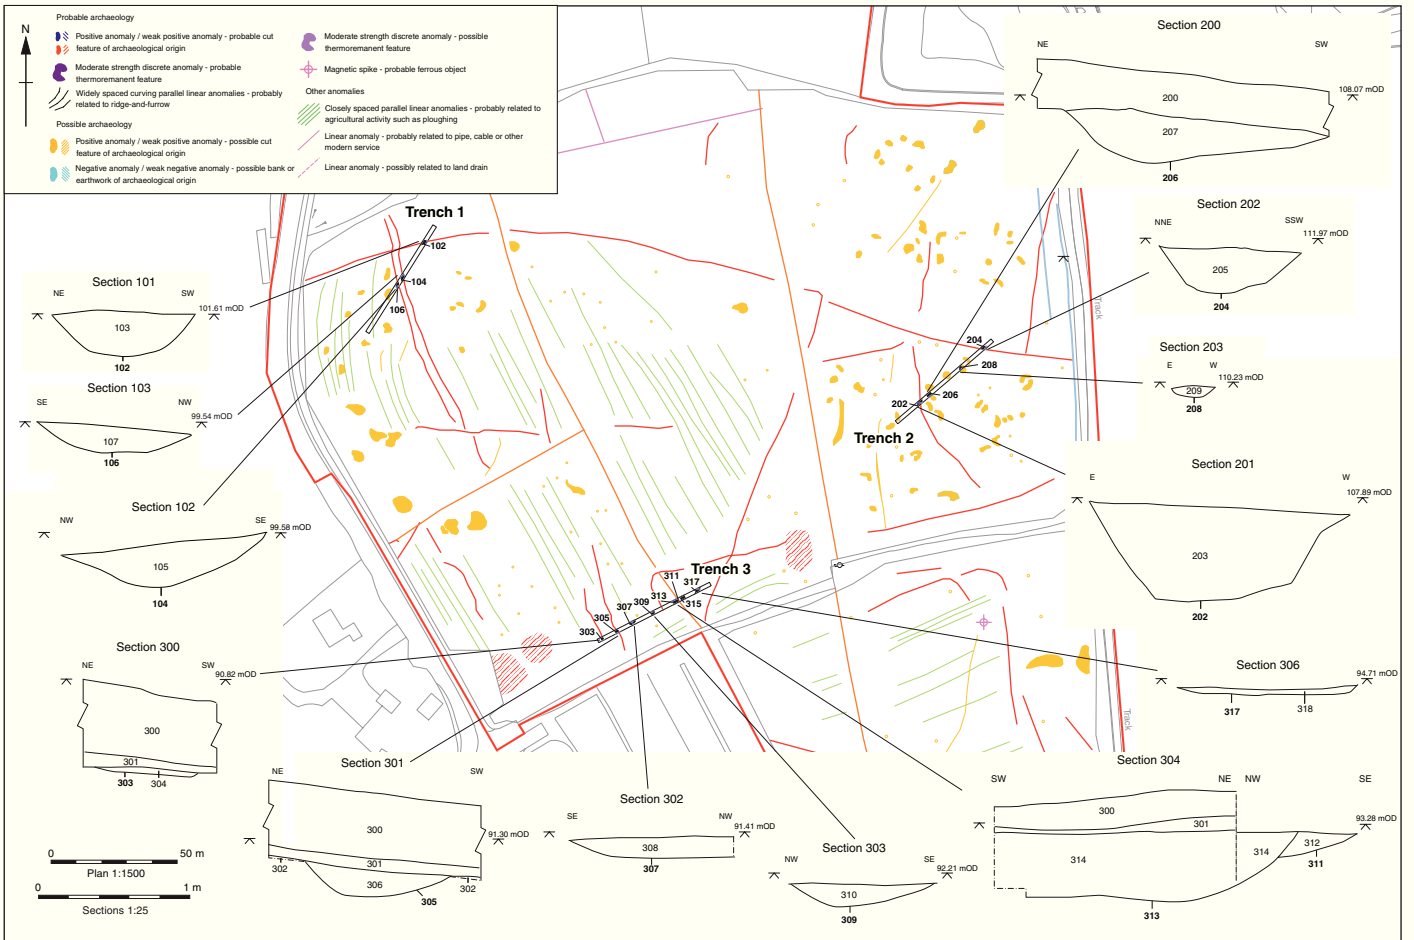 Probable archaeology
N
Positive anomaly / weak positive anomaly - probable cut
feature of archaeological origin
Moderate strength discrete anomaly - probable
thermoremanent feature
Widely spaced curving parallel linear anomalies - probably
related to ridge-and-furrow
Possible archaeology
Positive anomaly / weak positive anomaly - possible cut
feature of archaeological origin
Negative anomaly / weak negative anomaly - possible bank or
earthwork of archaeological origin
Moderate strength discrete anomaly - possible
thermoremanent feature
Magnetic spike - probable ferrous object
Other anomalies
Closely spaced parallel linear anomalies - probably related to
agricultural activity such as ploughing
Linear anomaly - probably related to pipe, cable or other
modern service
Linear anomaly - possibly related to land drain
Section 200
NE
SW
108.07 mOD
200
207
206
Section 202
NNE
SSW
111.97 mOD
205
204
Section 203
E
W
110.23 mOD
209
208
Section 201
E
W
107.89 mOD
203
202
Section 306
94.71 mOD
317
318
Section 304
SW
NE
NW
SE
300
301
93.28 mOD
314
314
312
311
313
Section 101
NE
SW
101.61 mOD
103
102
Section 103
SE
NW
99.54 mOD
107
106
Section 102
NW
SE
99.58 mOD
105
104
Section 300
NE
SW
90.82 mOD
300
301
303
304
Section 301
NE
SW
300
91.30 mOD
301
302
306
302
305
Section 302
SE
NW
91.41 mOD
308
307
Section 303
NW
SE
92.21 mOD
310
309
Trench 1
102
104
106
Trench 2
204
208
206
202
Trench 3
311
317
313
315
309
307
305
303
Track
Track
0
50 m
Plan 1:1500
0
1 m
Sections 1:25